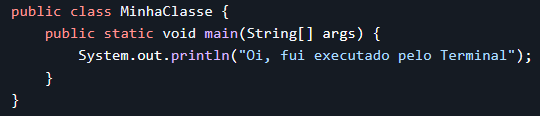 public class MinhaClasse {
    public static void main(String[] args) {
        System.out.println("Oi, fui executado pelo Terminal");
    }
}